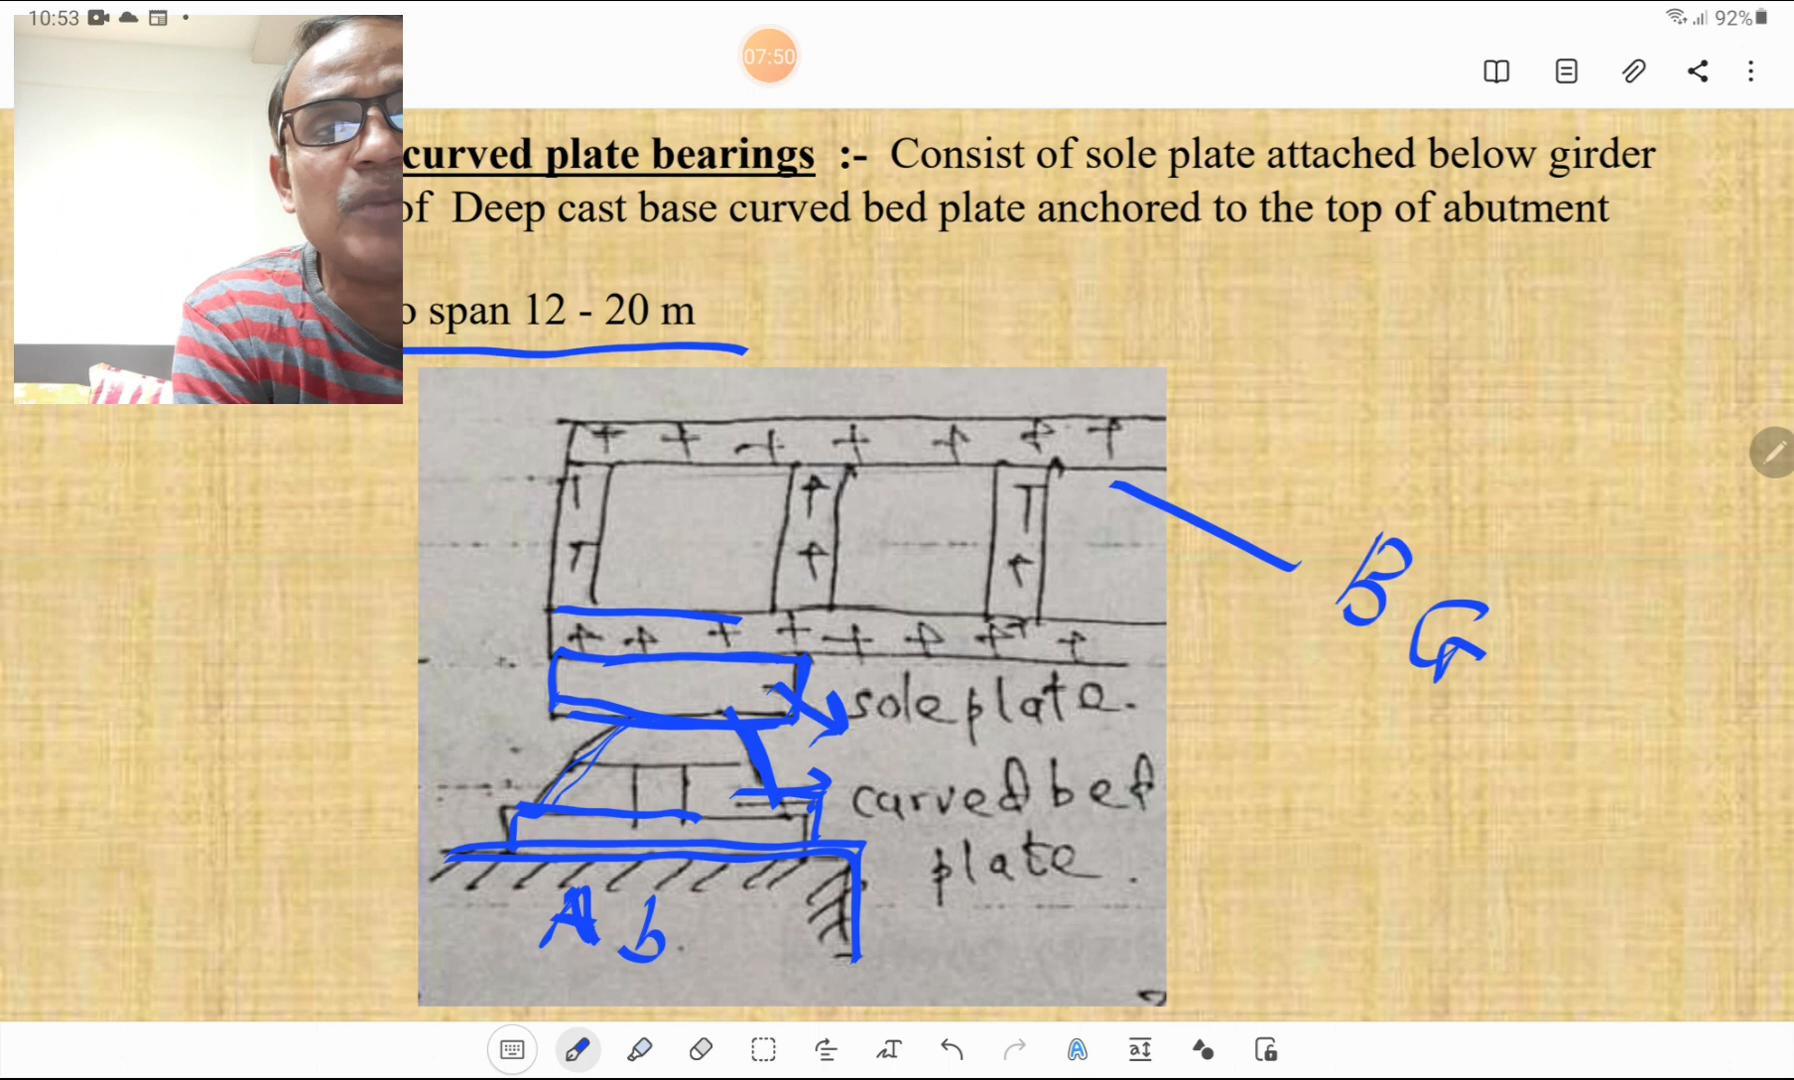 10:53
92%
07:50
curved plate bearings :- Consist of sole plate attached below girder
of Deep cast base curved bed plate anchored to the top of abutment
o span 12 - 20 m
B
G
sole plate.
curved bed
plate.
Ab.